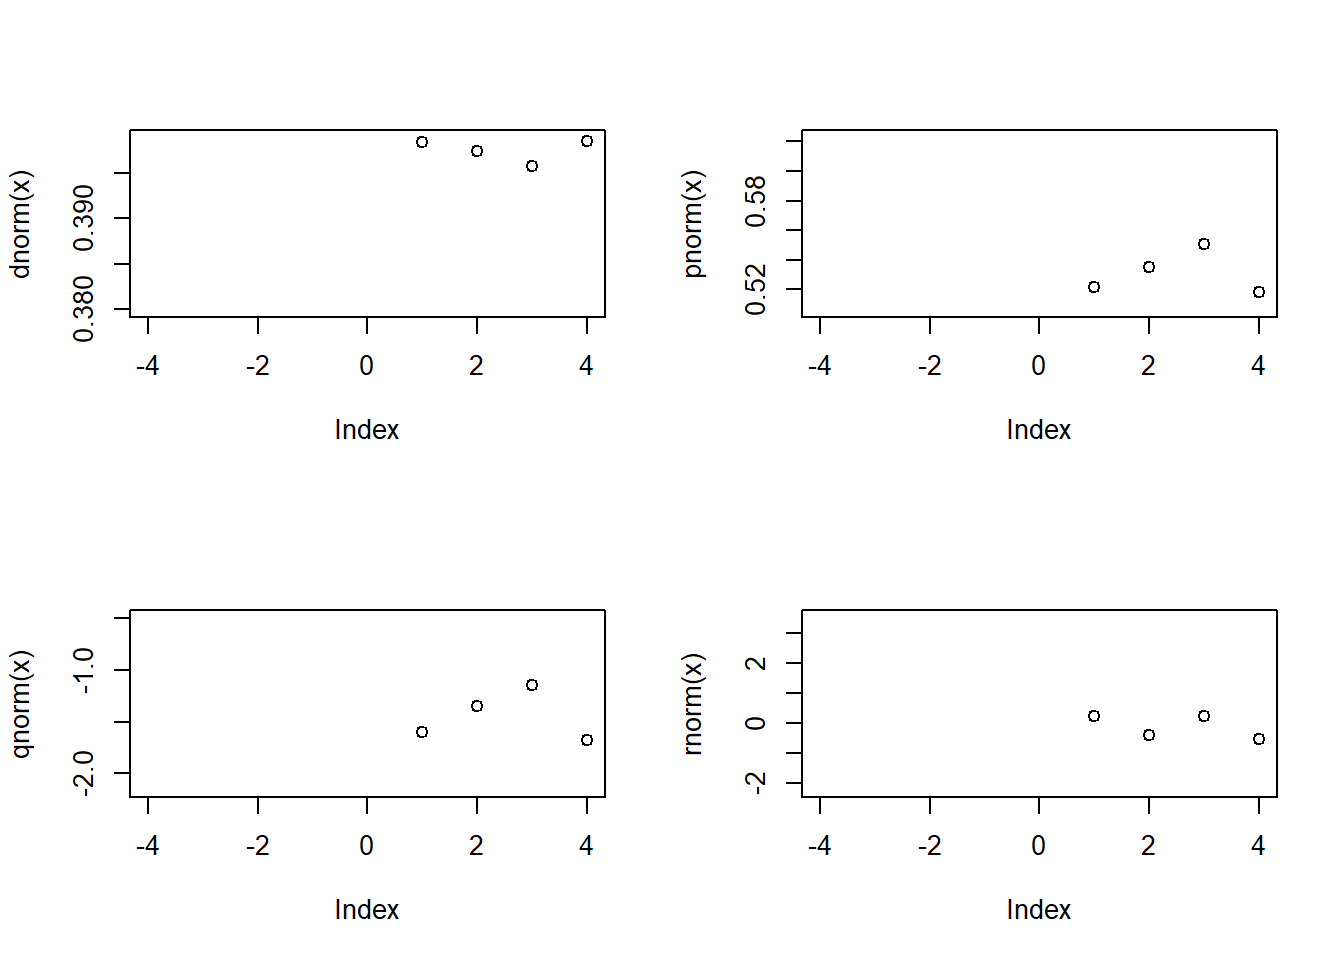 dnorm(x)
0.380 0.390
-4 -2 0 2 4
Index
pnorm(x)
0.52 0.58
-4 -2 0 2 4
Index
qnorm(x)
-2.0 -1.0
-4 -2 0 2 4
Index
rnorm(x)
-2 0 2
-4 -2 0 2 4
Index